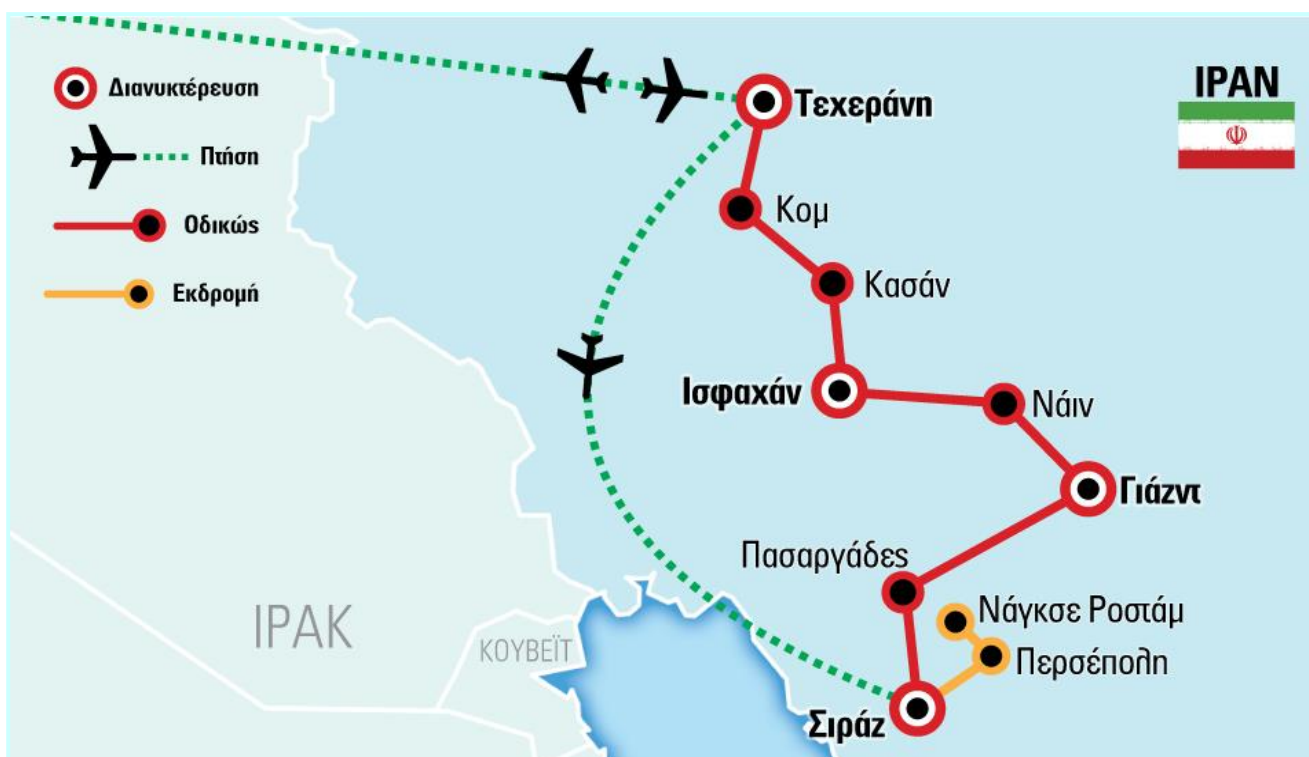 Διανυκτέρευση
Πτήση
Οδικώς
Εκδρομή
ΙΡΑΝ
Τεχεράνη
Κομ
Κασάν
Ισφαχάν
Νάιν
Γιάζντ
Πασαργάδες
Νάγκσε Ροστάμ
Περσέπολη
Σιράζ
ΙΡΑΚ
ΚΟΥΒΕΪΤ